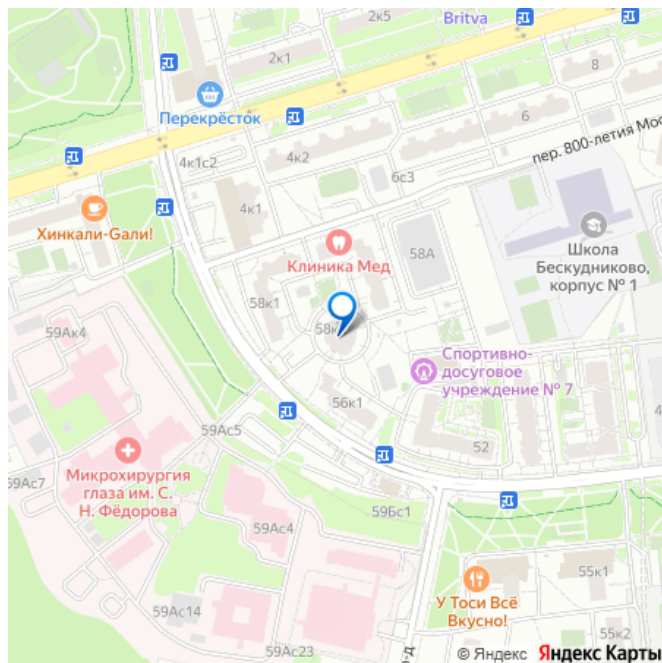 2к5
Britva
2к1
8
Перекрёсток
6
пер. 800-летия Мос
4к1с2
4к2
6с3
4к1
Хинкали-Gали!
58А
Клиника Мед
Школа
Бескудниково,
корпус № 1
58к1
59Ак4
58к
Спортивно-
досуговое
учреждение № 7
56к1
59Ас5
52
Микрохирургия
глаза им. С.
Н. Фёдорова
59Ас7
59Бс1
59Ас4
55к1
У Тоси Всё
Вкусно!
59Ас14
55к2
59Ас23
© Яндекс Яндекс Карты